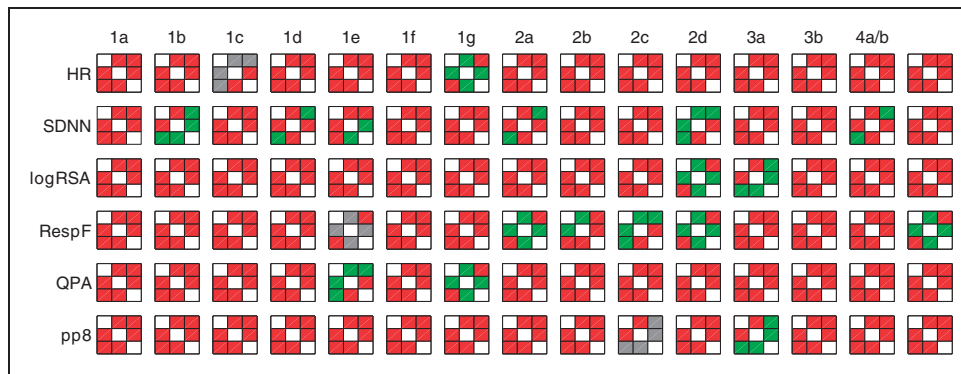 1a 1b 1c 1d 1e 1f 1g 2a 2b 2c 2d 3a 3b 4a/b
HR
SDNN
logRSA
RespF
QPA
pp8